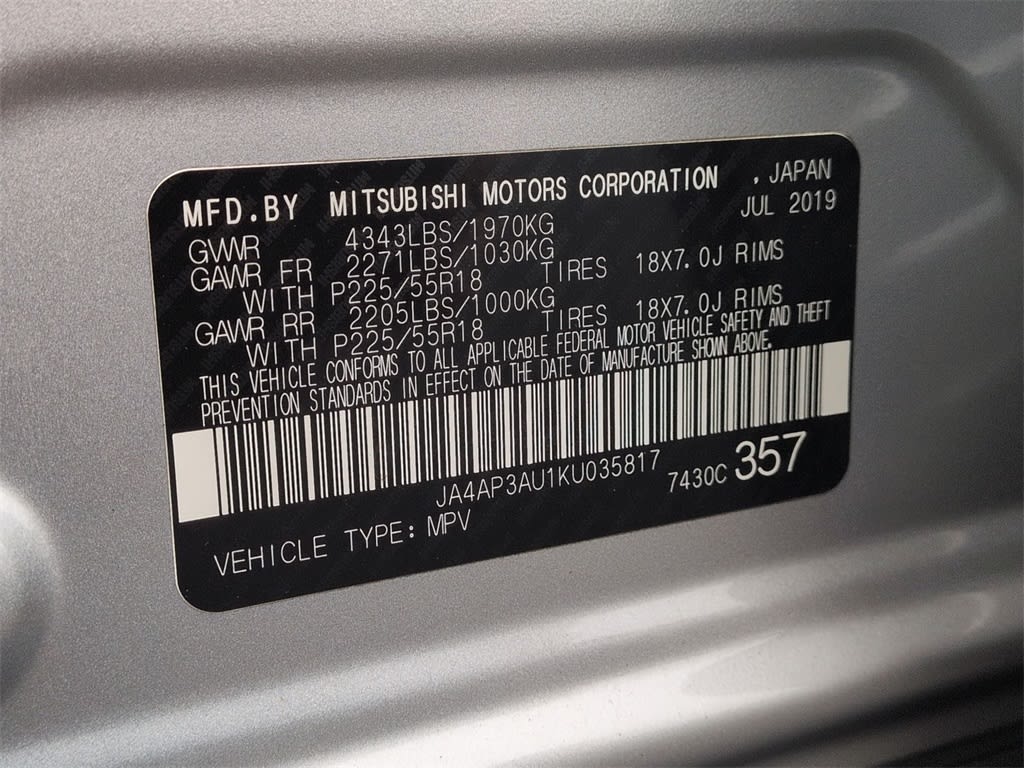 MFD.BY MITSUBISHI MOTORS CORPORATION , JAPAN
JUL 2019
GVWR 4343LBS/1970KG
GAWR FR 2271LBS/1030KG
WITH P225/55R18 TIRES 18X7.0J RIMS
GAWR RR 2205LBS/1000KG
WITH P225/55R18 TIRES 18X7.0J RIMS
THIS VEHICLE CONFORMS TO ALL APPLICABLE FEDERAL MOTOR VEHICLE SAFETY AND THEFT
PREVENTION STANDARDS IN EFFECT ON THE DATE OF MANUFACTURE SHOWN ABOVE.
JA4AP3AU1KU035817
7430C 357
VEHICLE TYPE: MPV